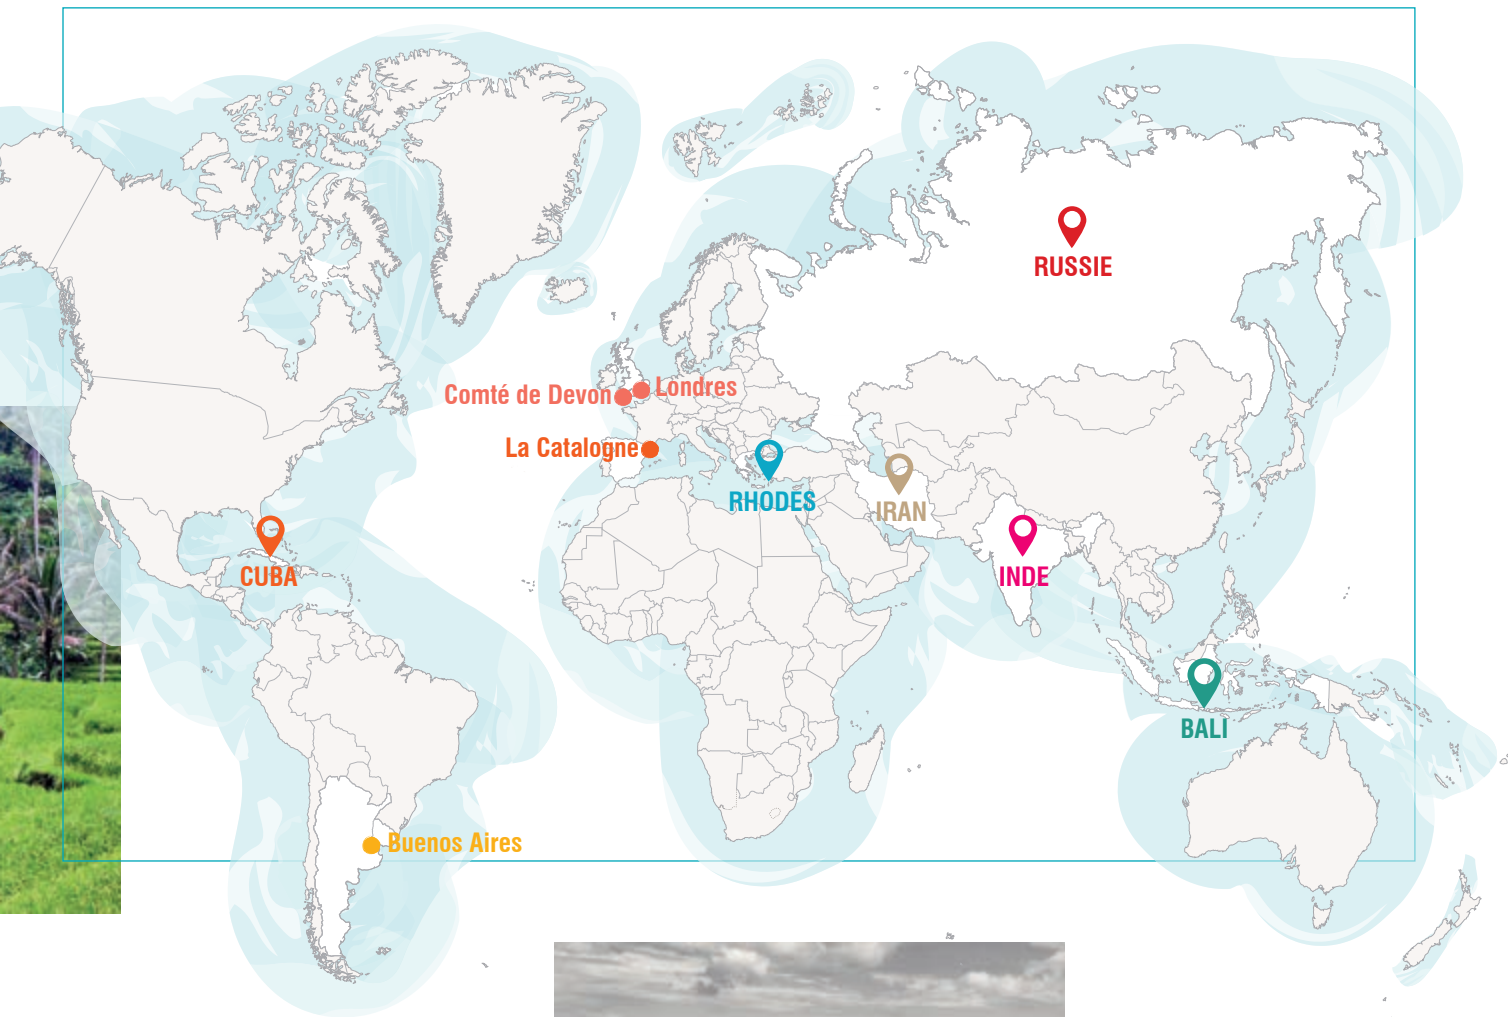 RUSSIE
Comté de Devon
Londres
La Catalogne
RHODES
IRAN
CUBA
INDE
BALI
Buenos Aires